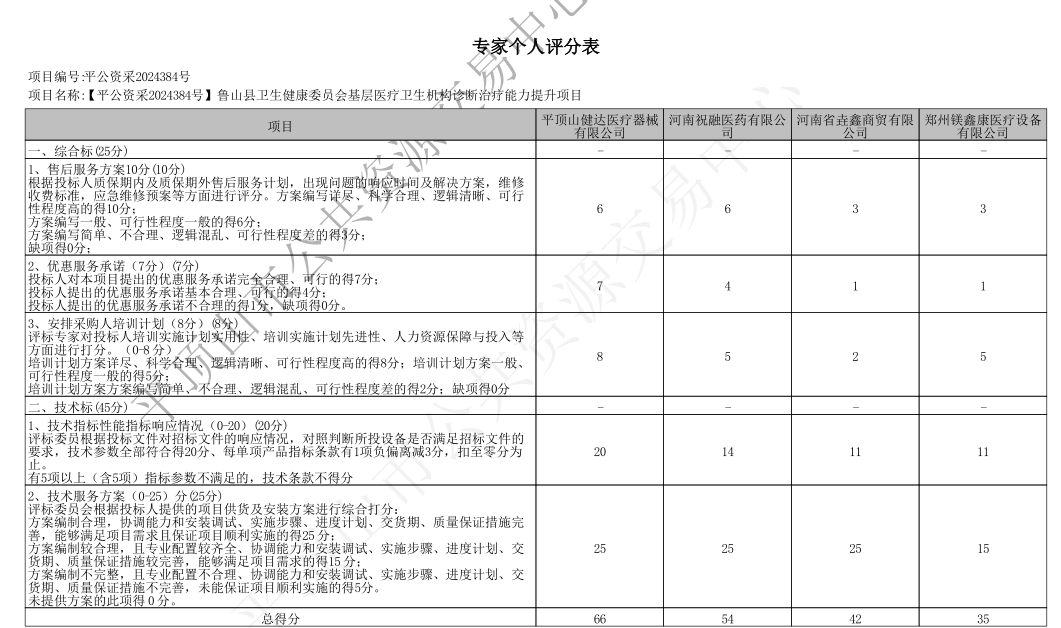 专家个人评分表
项目编号:平公资采2024384号
项目名称:【平公资采2024384号】鲁山县卫生健康委员会基层医疗卫生机构诊断治疗能力提升项目
项目 平顶山健达医疗器械有限公司 河南祝融医药有限公司 河南省垚鑫商贸有限公司 郑州镁鑫康医疗设备有限公司
一、综合标(25分) – – – –
1、售后服务方案10分(10分)
根据投标人质保期内及质保期外售后服务计划，出现问题的响应时间及解决方案，维修
收费标准，应急维修预案等方面进行评分。方案编写详尽、科学合理、逻辑清晰、可行
性程度高的得10分；
方案编写一般、可行性程度一般的得6分；
方案编写简单、不合理、逻辑混乱、可行性程度差的得3分；
缺项得0分；
6 6 3 3
2、优惠服务承诺（7分）(7分)
投标人对本项目提出的优惠服务承诺完全合理、可行的得7分；
投标人提出的优惠服务承诺基本合理、可行的得4分；
投标人提出的优惠服务承诺不合理的得1分，缺项得0分。
7 4 1 1
3、安排采购人培训计划（8分）(8分)
评标专家对投标人培训实施计划实用性、培训实施计划先进性、人力资源保障与投入等
方面进行打分。（0-8 分）
培训计划方案详尽、科学合理、逻辑清晰、可行性程度高的得8分；培训计划方案一般、
可行性程度一般的得5分；
培训计划方案方案编写简单、不合理、逻辑混乱、可行性程度差的得2分；缺项得0分
8 5 2 5
二、技术标(45分) – – – –
1、技术指标性能指标响应情况（0-20）(20分)
评标委员根据投标文件对招标文件的响应情况，对照判断所投设备是否满足招标文件的
要求，技术参数全部符合得20分、每单项产品指标条款有1项负偏离减3分，扣至零分为
止。
有5项以上（含5项）指标参数不满足的，技术条款不得分
20 14 11 11
2、技术服务方案（0-25）分(25分)
评标委员会根据投标人提供的项目供货及安装方案进行综合打分：
方案编制合理，协调能力和安装调试、实施步骤、进度计划、交货期、质量保证措施完
善，能够满足项目需求且保证项目顺利实施的得25 分；
方案编制较合理，且专业配置较齐全、协调能力和安装调试、实施步骤、进度计划、交
货期、质量保证措施较完善，能够满足项目需求的得15 分；
方案编制不完整，且专业配置不合理、协调能力和安装调试、实施步骤、进度计划、交
货期、质量保证措施不完善，未能保证项目顺利实施的得5分。
未提供方案的此项得 0 分。
25 25 25 15
总得分 66 54 42 35
平顶山市公共资源交易中心
平顶山市公共资源交易中心